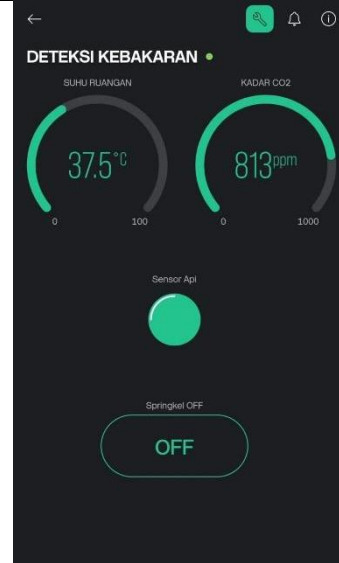 DETEKSI KEBAKARAN
SUHU RUANGAN
KADAR CO2
37.5°C
813ppm
0
100
0
1000
Sensor Api
Springkel OFF
OFF